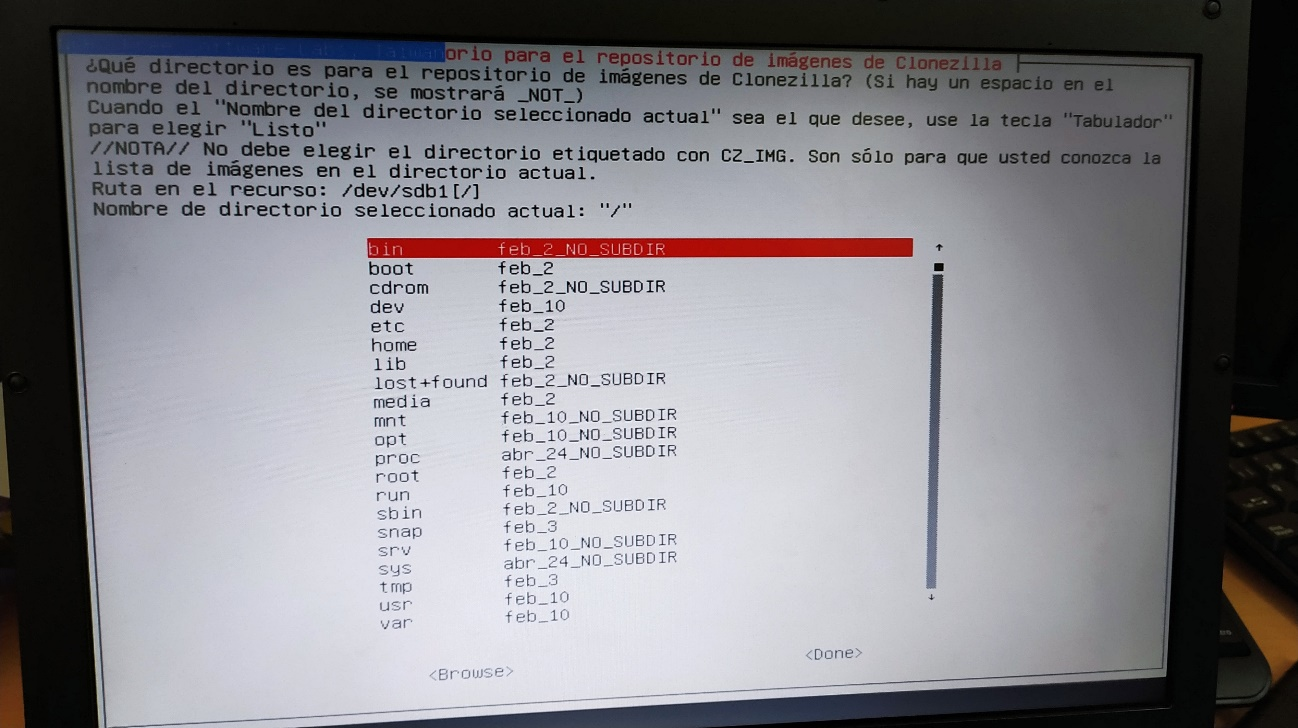 orio para el repositorio de imágenes de Clonezilla
¿Qué directorio es para el repositorio de imágenes de Clonezilla? (Si hay un espacio en el
nombre del directorio, se mostrará _NOT_)
Cuando el "Nombre del directorio seleccionado actual" sea el que desee, use la tecla "Tabulador"
para elegir "Listo"
//NOTA// No debe elegir el directorio etiquetado con CZ_IMG. Son sólo para que usted conozca la
lista de imágenes en el directorio actual.
Ruta en el recurso: /dev/sdb1[/]
Nombre de directorio seleccionado actual: "/"
bin feb_2_NO_SUBDIR
boot feb_2
cdrom feb_2_NO_SUBDIR
dev feb_10
etc feb_2
home feb_2
lib feb_2
lost+found feb_2_NO_SUBDIR
media feb_2
mnt feb_10_NO_SUBDIR
opt feb_10_NO_SUBDIR
proc abr_24_NO_SUBDIR
root feb_2
run feb_10
sbin feb_2_NO_SUBDIR
snap feb_3
srv feb_10_NO_SUBDIR
sys abr_24_NO_SUBDIR
tmp feb_3
usr feb_10
var feb_10
<Browse> <Done>